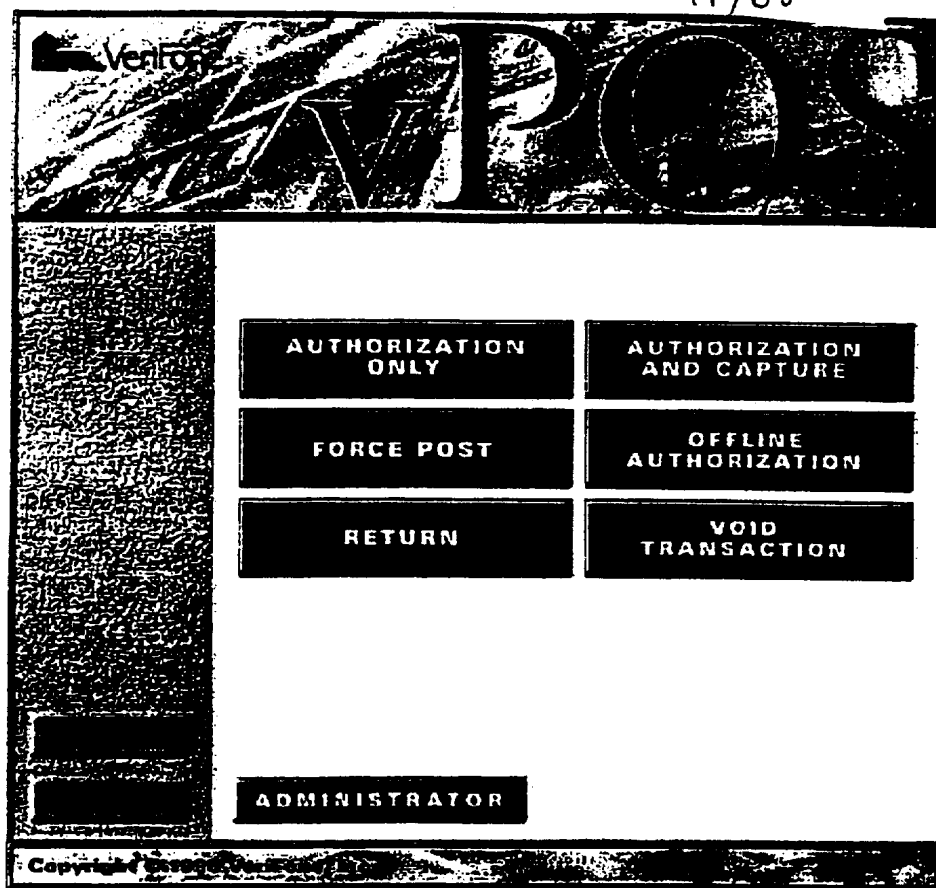 VeriFone
vPOS
AUTHORIZATION
ONLY
AUTHORIZATION
AND CAPTURE
FORCE POST
OFFLINE
AUTHORIZATION
RETURN
VOID
TRANSACTION
ADMINISTRATOR
Copyright